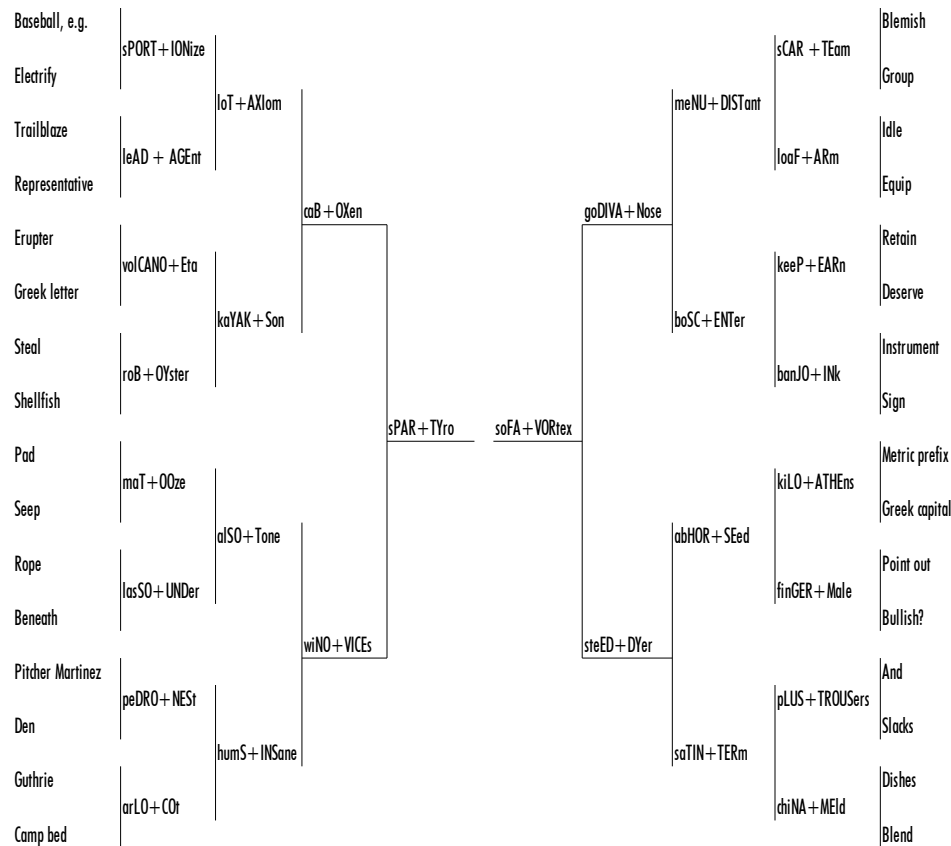 Baseball, e.g.
sPORT+IONize
Electrify
loT+AXIom
Trailblaze
leAD + AGEnt
Representative
caB+OXen
Erupter
volCANO+Eta
Greek letter
kaYAK+Son
Steal
roB+OYster
Shellfish
sPAR+TYro
Pad
maT+OOze
Seep
alSO+Tone
Rope
lasSO+UNDer
Beneath
wiNO+VICEs
Pitcher Martinez
peDRO+NESt
Den
humS+INSane
Guthrie
arLO+COt
Camp bed
Blemish
sCAR +TEam
Group
meNU+DISTant
Idle
loaF+ARm
Equip
goDIVA+Nose
Retain
keeP+EARn
Deserve
boSC+ENTer
Instrument
banJO+INk
Sign
soFA+VORtex
Metric prefix
kiLO+ATHEns
Greek capital
abHOR+SEed
Point out
finGER+Male
Bullish?
steED+DYer
And
pLUS+TROUSers
Slacks
saTIN+TERm
Dishes
chiNA+MEld
Blend